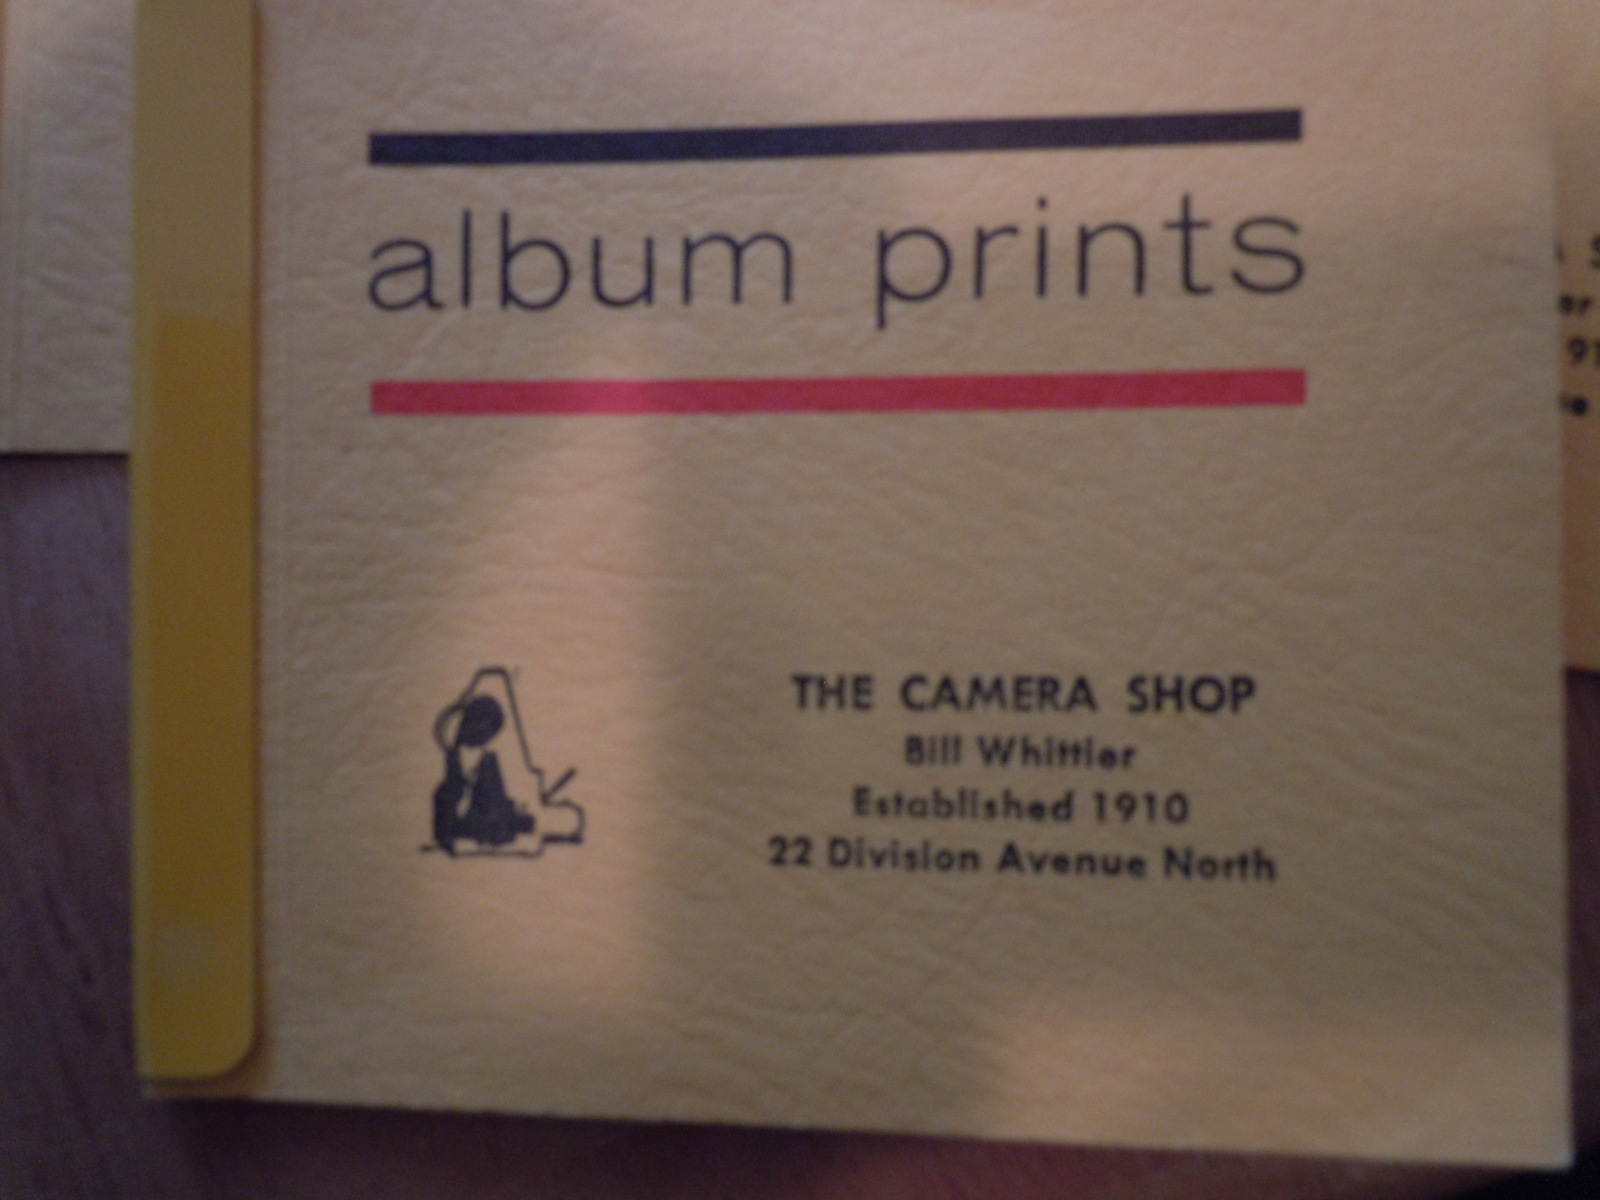 album prints
THE CAMERA SHOP
Bill Whittier
Established 1910
22 Division Avenue North